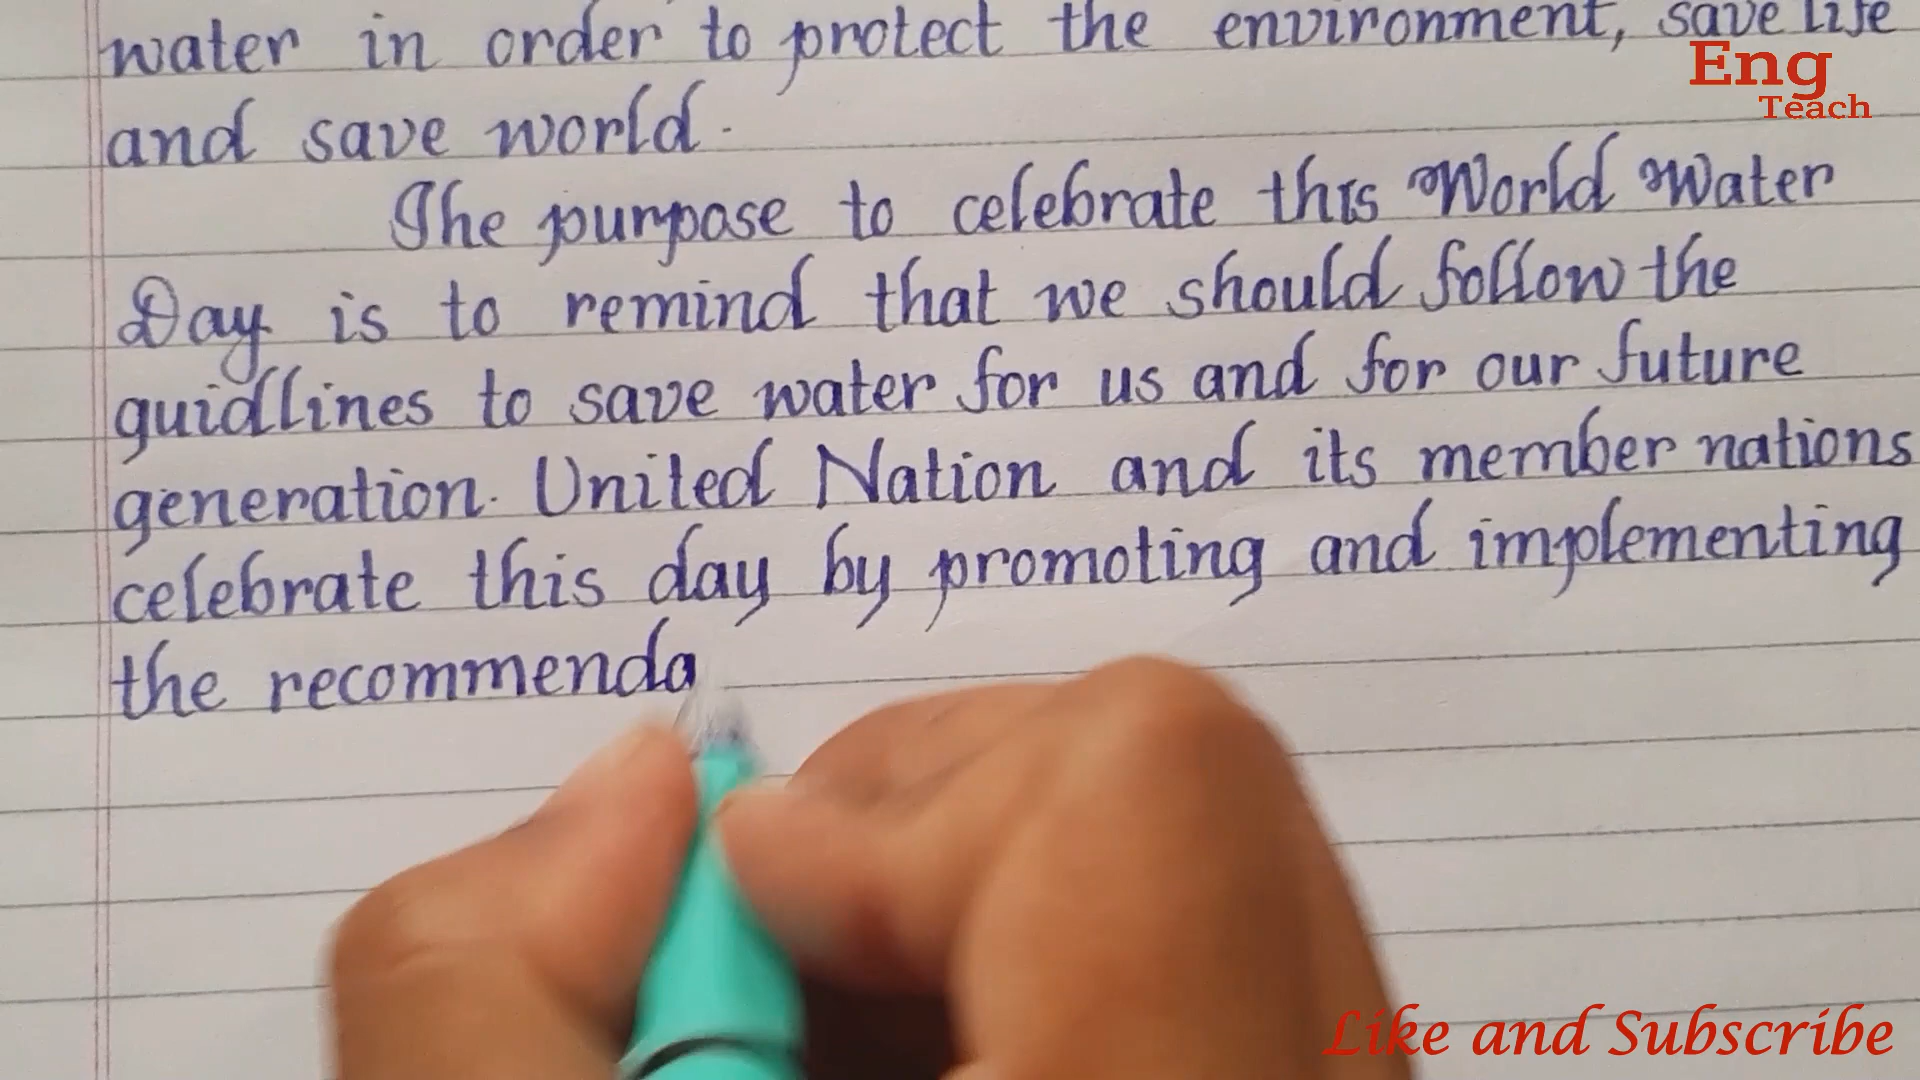 water in order to protect the environment, save life
Eng
Teach
and save world.
The purpose to celebrate this World Water
Day is to remind that we should follow the
guidlines to save water for us and for our future
generation. United Nation and its member nations
celebrate this day by promoting and implementing
the recommenda
Like and Subscribe